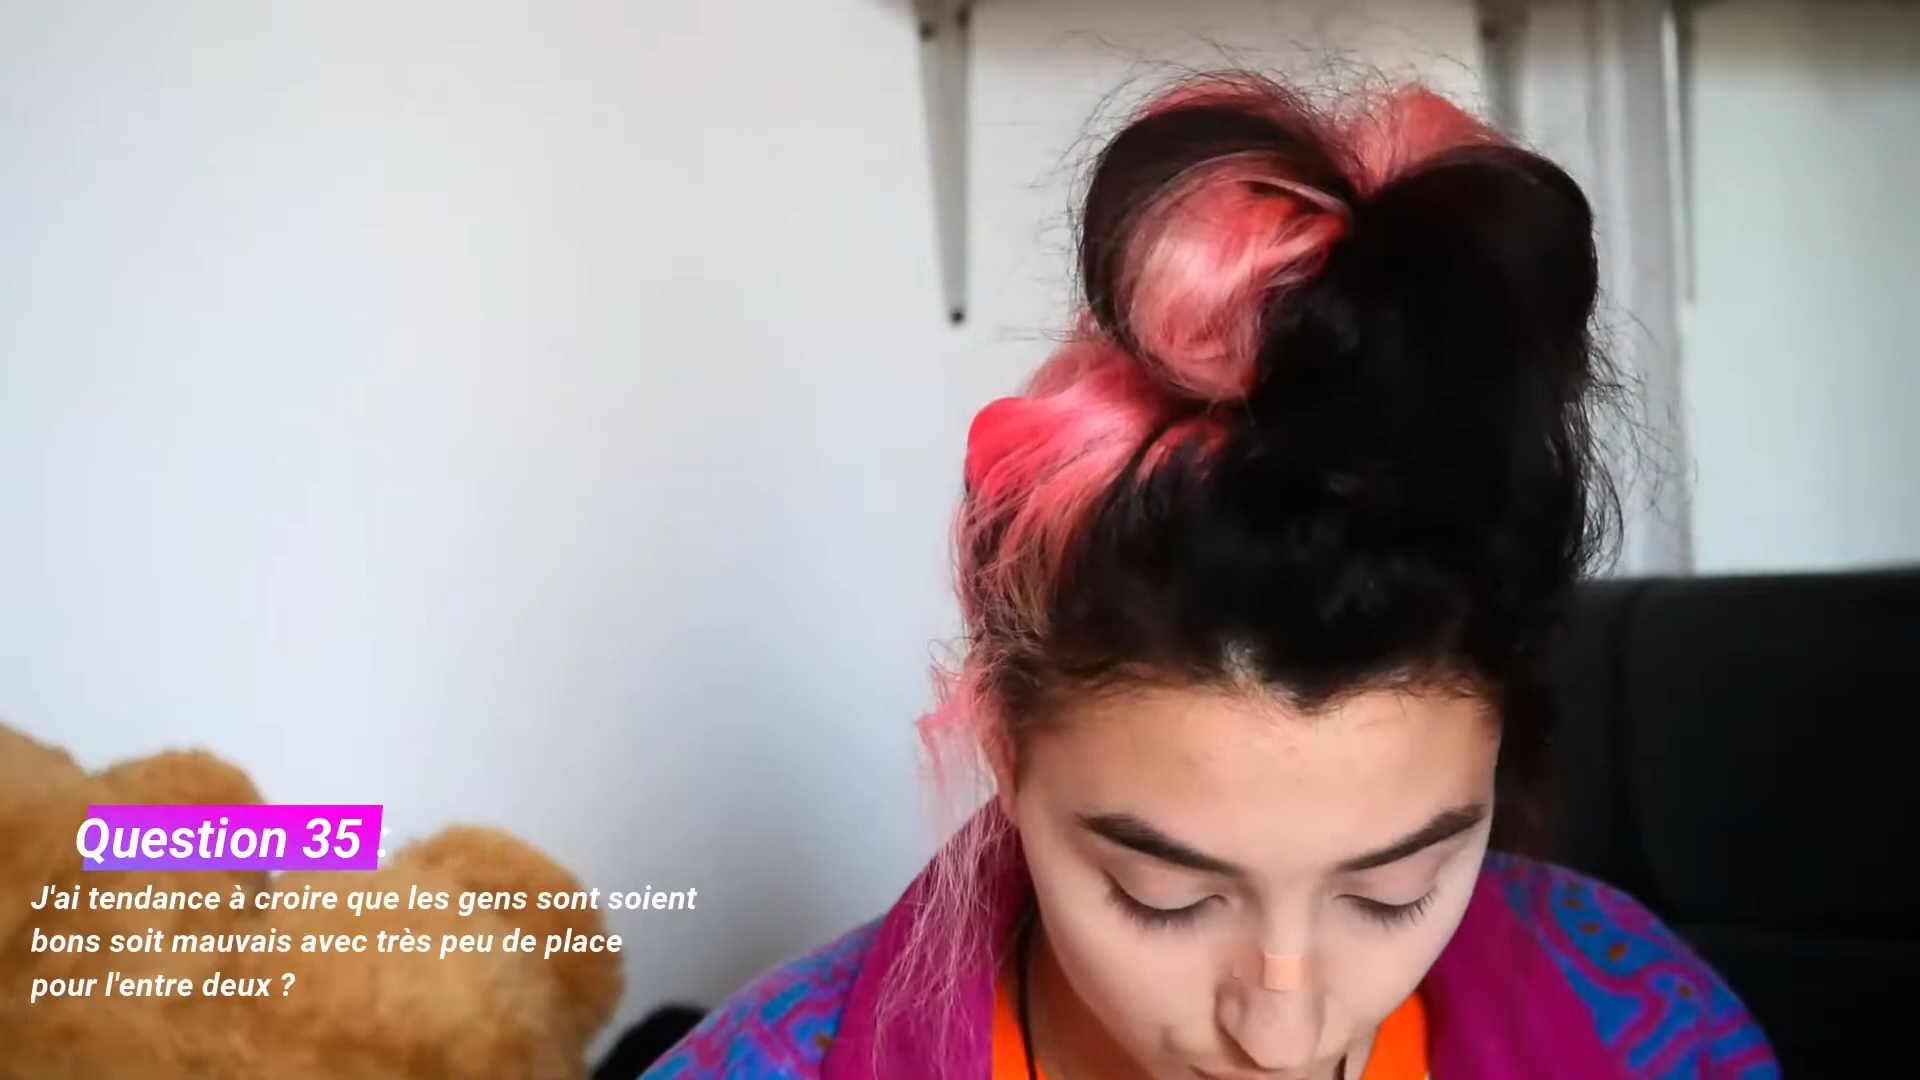 Question 35 :
J'ai tendance à croire que les gens sont soient
bons soit mauvais avec très peu de place
pour l'entre deux ?